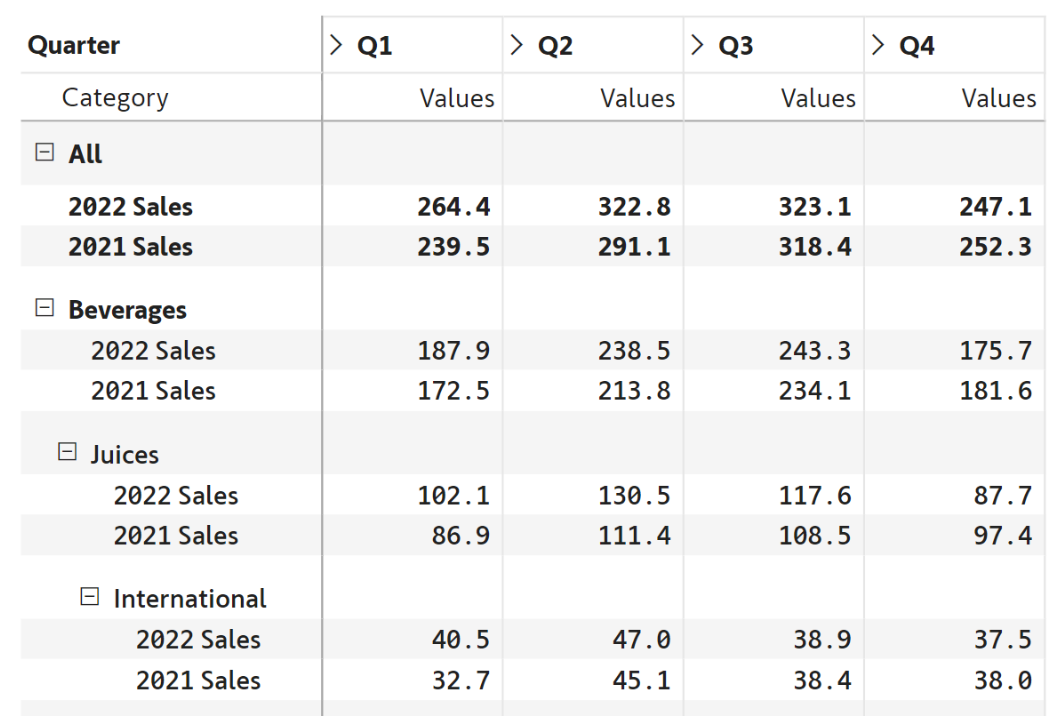 Quarter > Q1 > Q2 > Q3 > Q4
Category Values Values Values Values
All
2022 Sales 264.4 322.8 323.1 247.1
2021 Sales 239.5 291.1 318.4 252.3
Beverages
2022 Sales 187.9 238.5 243.3 175.7
2021 Sales 172.5 213.8 234.1 181.6
Juices
2022 Sales 102.1 130.5 117.6 87.7
2021 Sales 86.9 111.4 108.5 97.4
International
2022 Sales 40.5 47.0 38.9 37.5
2021 Sales 32.7 45.1 38.4 38.0